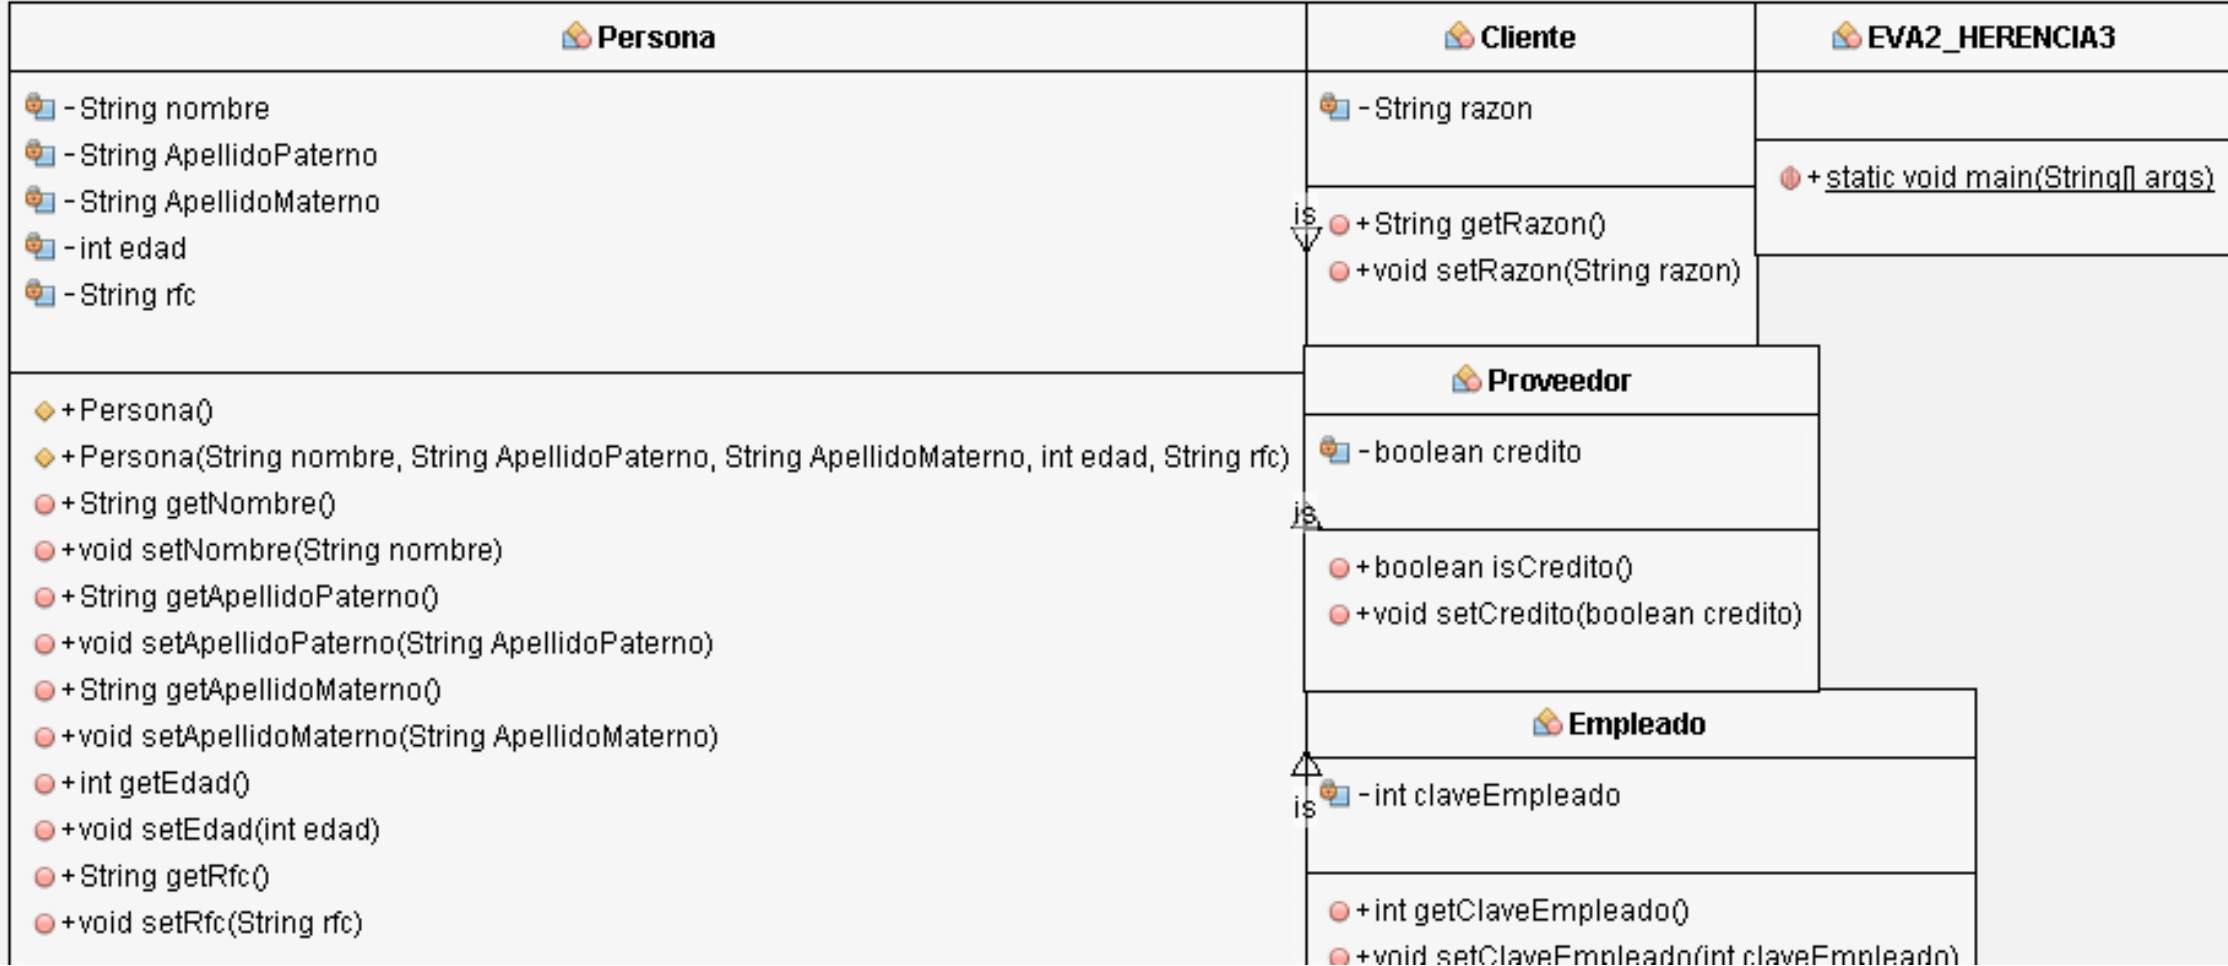 Persona
- String nombre
- String ApellidoPaterno
- String ApellidoMaterno
- int edad
- String rfc
+ Persona()
+ Persona(String nombre, String ApellidoPaterno, String ApellidoMaterno, int edad, String rfc)
+ String getNombre()
+ void setNombre(String nombre)
+ String getApellidoPaterno()
+ void setApellidoPaterno(String ApellidoPaterno)
+ String getApellidoMaterno()
+ void setApellidoMaterno(String ApellidoMaterno)
+ int getEdad()
+ void setEdad(int edad)
+ String getRfc()
+ void setRfc(String rfc)
is
is
is
Cliente
- String razon
+ String getRazon()
+ void setRazon(String razon)
Proveedor
- boolean credito
+ boolean isCredito()
+ void setCredito(boolean credito)
Empleado
- int claveEmpleado
+ int getClaveEmpleado()
+ void setClaveEmpleado(int claveEmpleado)
EVA2_HERENCIA3
+ static void main(String[] args)